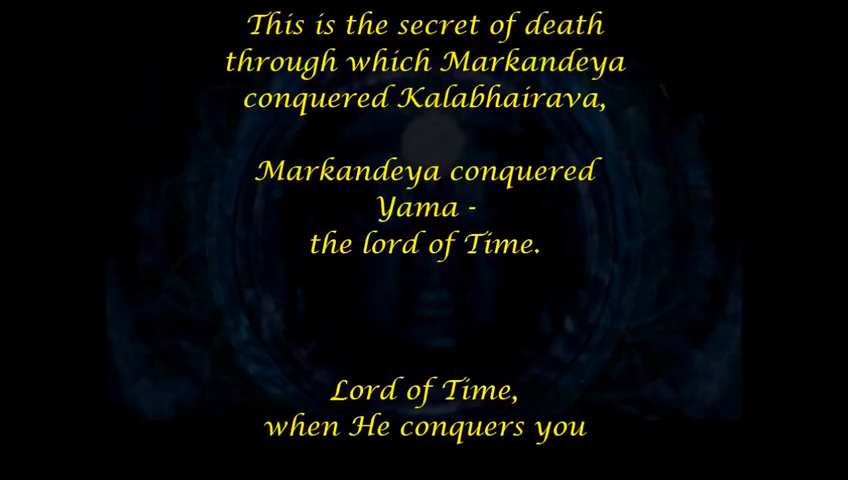 This is the secret of death
through which Markandeya
conquered Kalabhairava,
Markandeya conquered
Yama -
the lord of Time.
Lord of Time,
when He conquers you